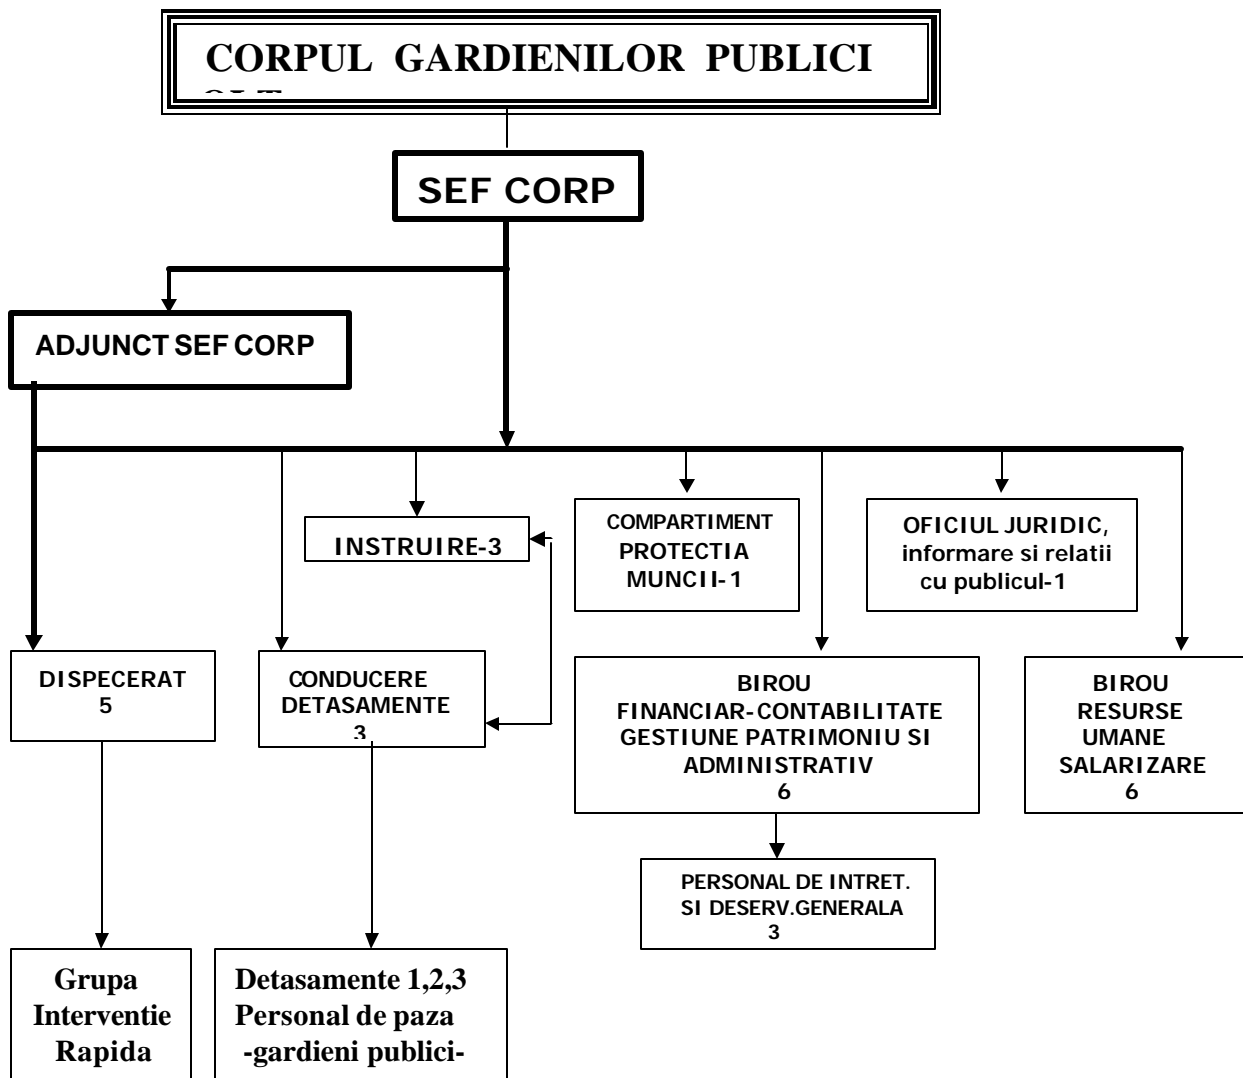 CORPUL GARDIENILOR PUBLICI
SEF CORP
ADJUNCT SEF CORP
INSTRUIRE-3
COMPARTIMENT
PROTECTIA
MUNCII-1
OFICIUL JURIDIC,
informare si relatii
cu publicul-1
DISPECERAT
5
CONDUCERE
DETASAMENTE
3
BIROU
FINANCIAR-CONTABILITATE
GESTIUNE PATRIMONIU SI
ADMINISTRATIV
6
BIROU
RESURSE
UMANE
SALARIZARE
6
PERSONAL DE INTRET.
SI DESERV.GENERALA
3
Grupa
Interventie
Rapida
Detasamente 1,2,3
Personal de paza
-gardieni publici-